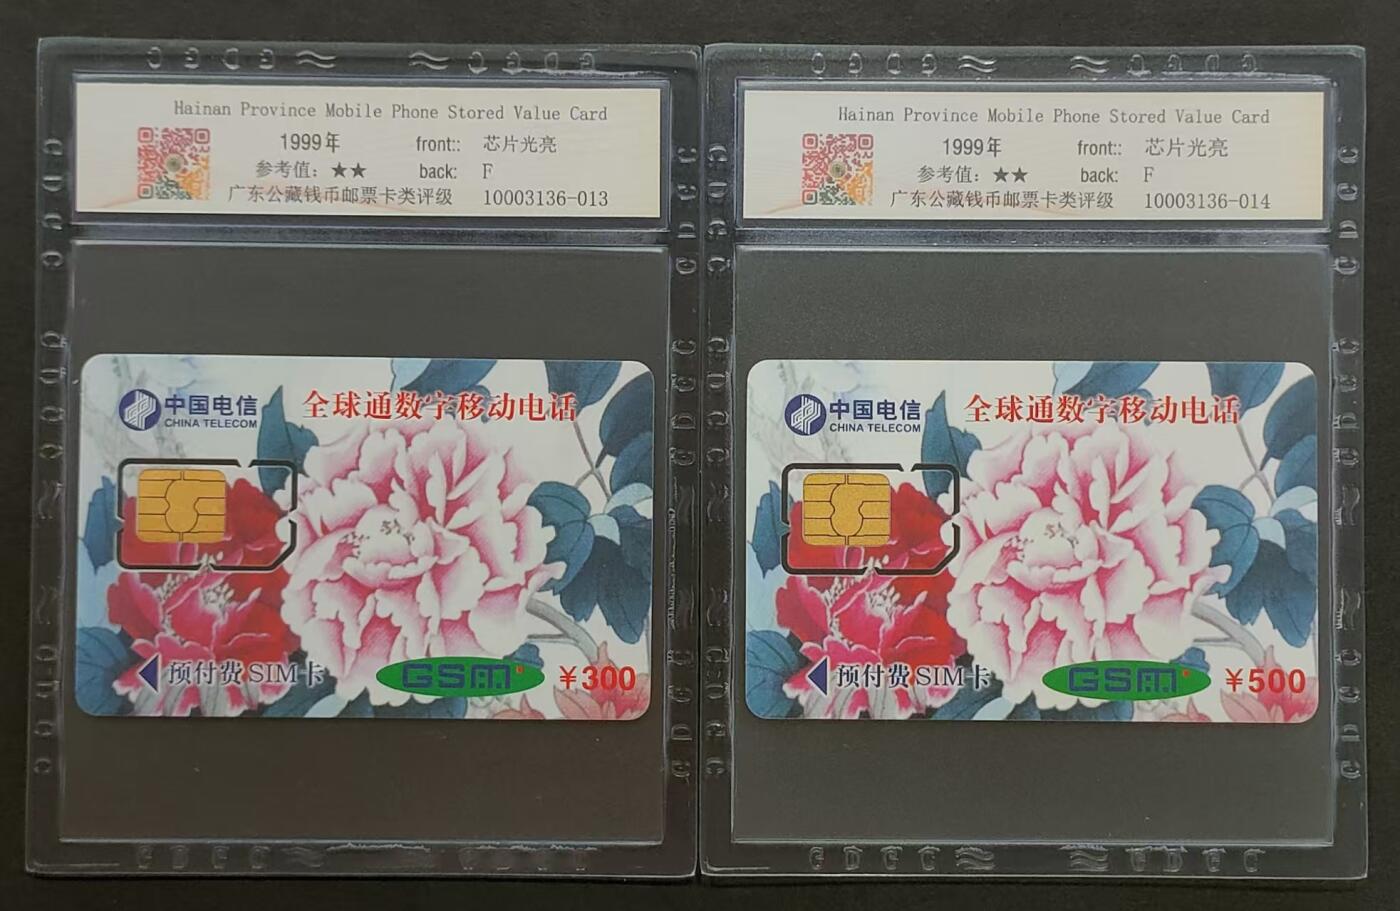 Hainan Province Mobile Phone Stored Value Card
1999年 front:: 芯片光亮
参考值: ★★ back: F
广东公藏钱币邮票卡类评级 10003136-013
中国电信
CHINA TELECOM
全球通数字移动电话
预付费SIM卡
GSM
¥300
Hainan Province Mobile Phone Stored Value Card
1999年 front:: 芯片光亮
参考值: ★★ back: F
广东公藏钱币邮票卡类评级 10003136-014
中国电信
CHINA TELECOM
全球通数字移动电话
预付费SIM卡
GSM
¥500